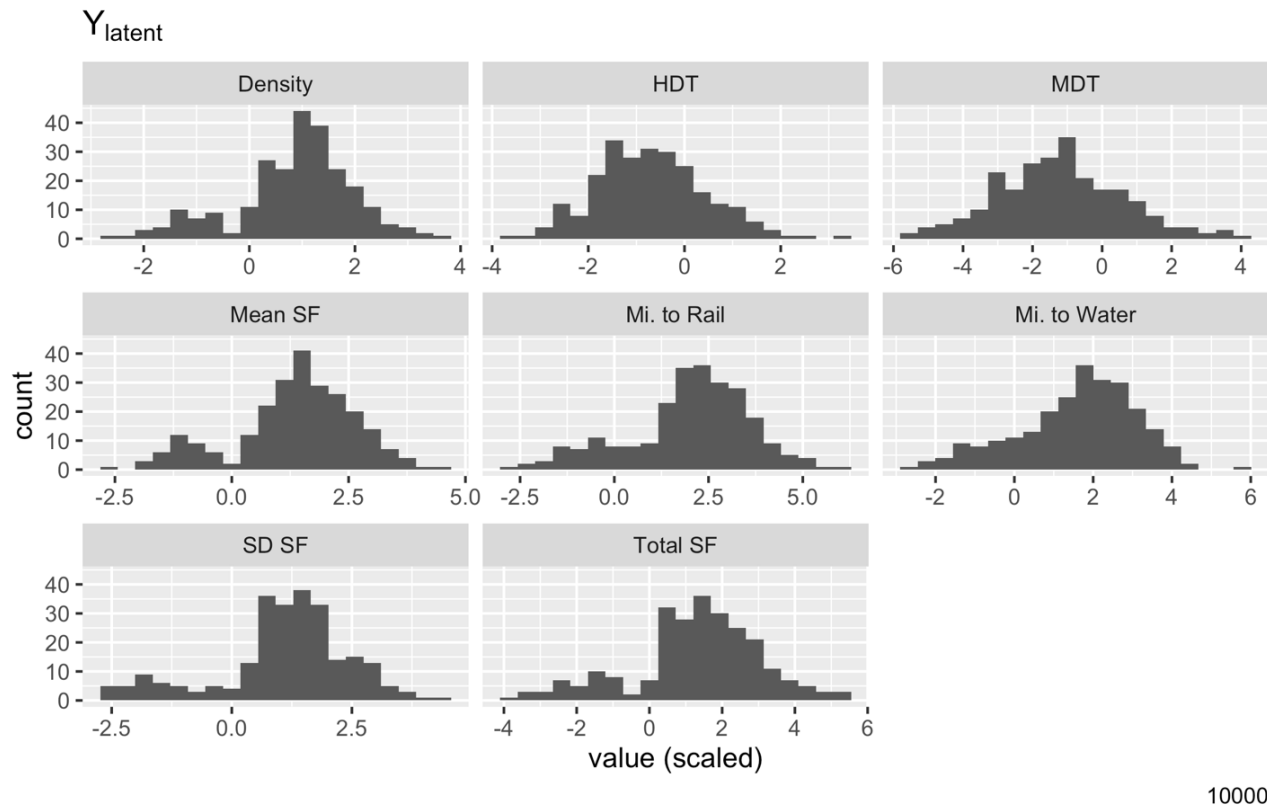 Y latent
Density HDT MDT
40
30
20
10
0
-2 0 2 4 -4 -2 0 2 -6 -4 -2 0 2 4
Mean SF Mi. to Rail Mi. to Water
40
30
20
10
0
-2.5 0.0 2.5 5.0 -2.5 0.0 2.5 5.0 -2 0 2 4 6
count
SD SF Total SF
40
30
20
10
0
-2.5 0.0 2.5 -4 -2 0 2 4 6
value (scaled)
10000